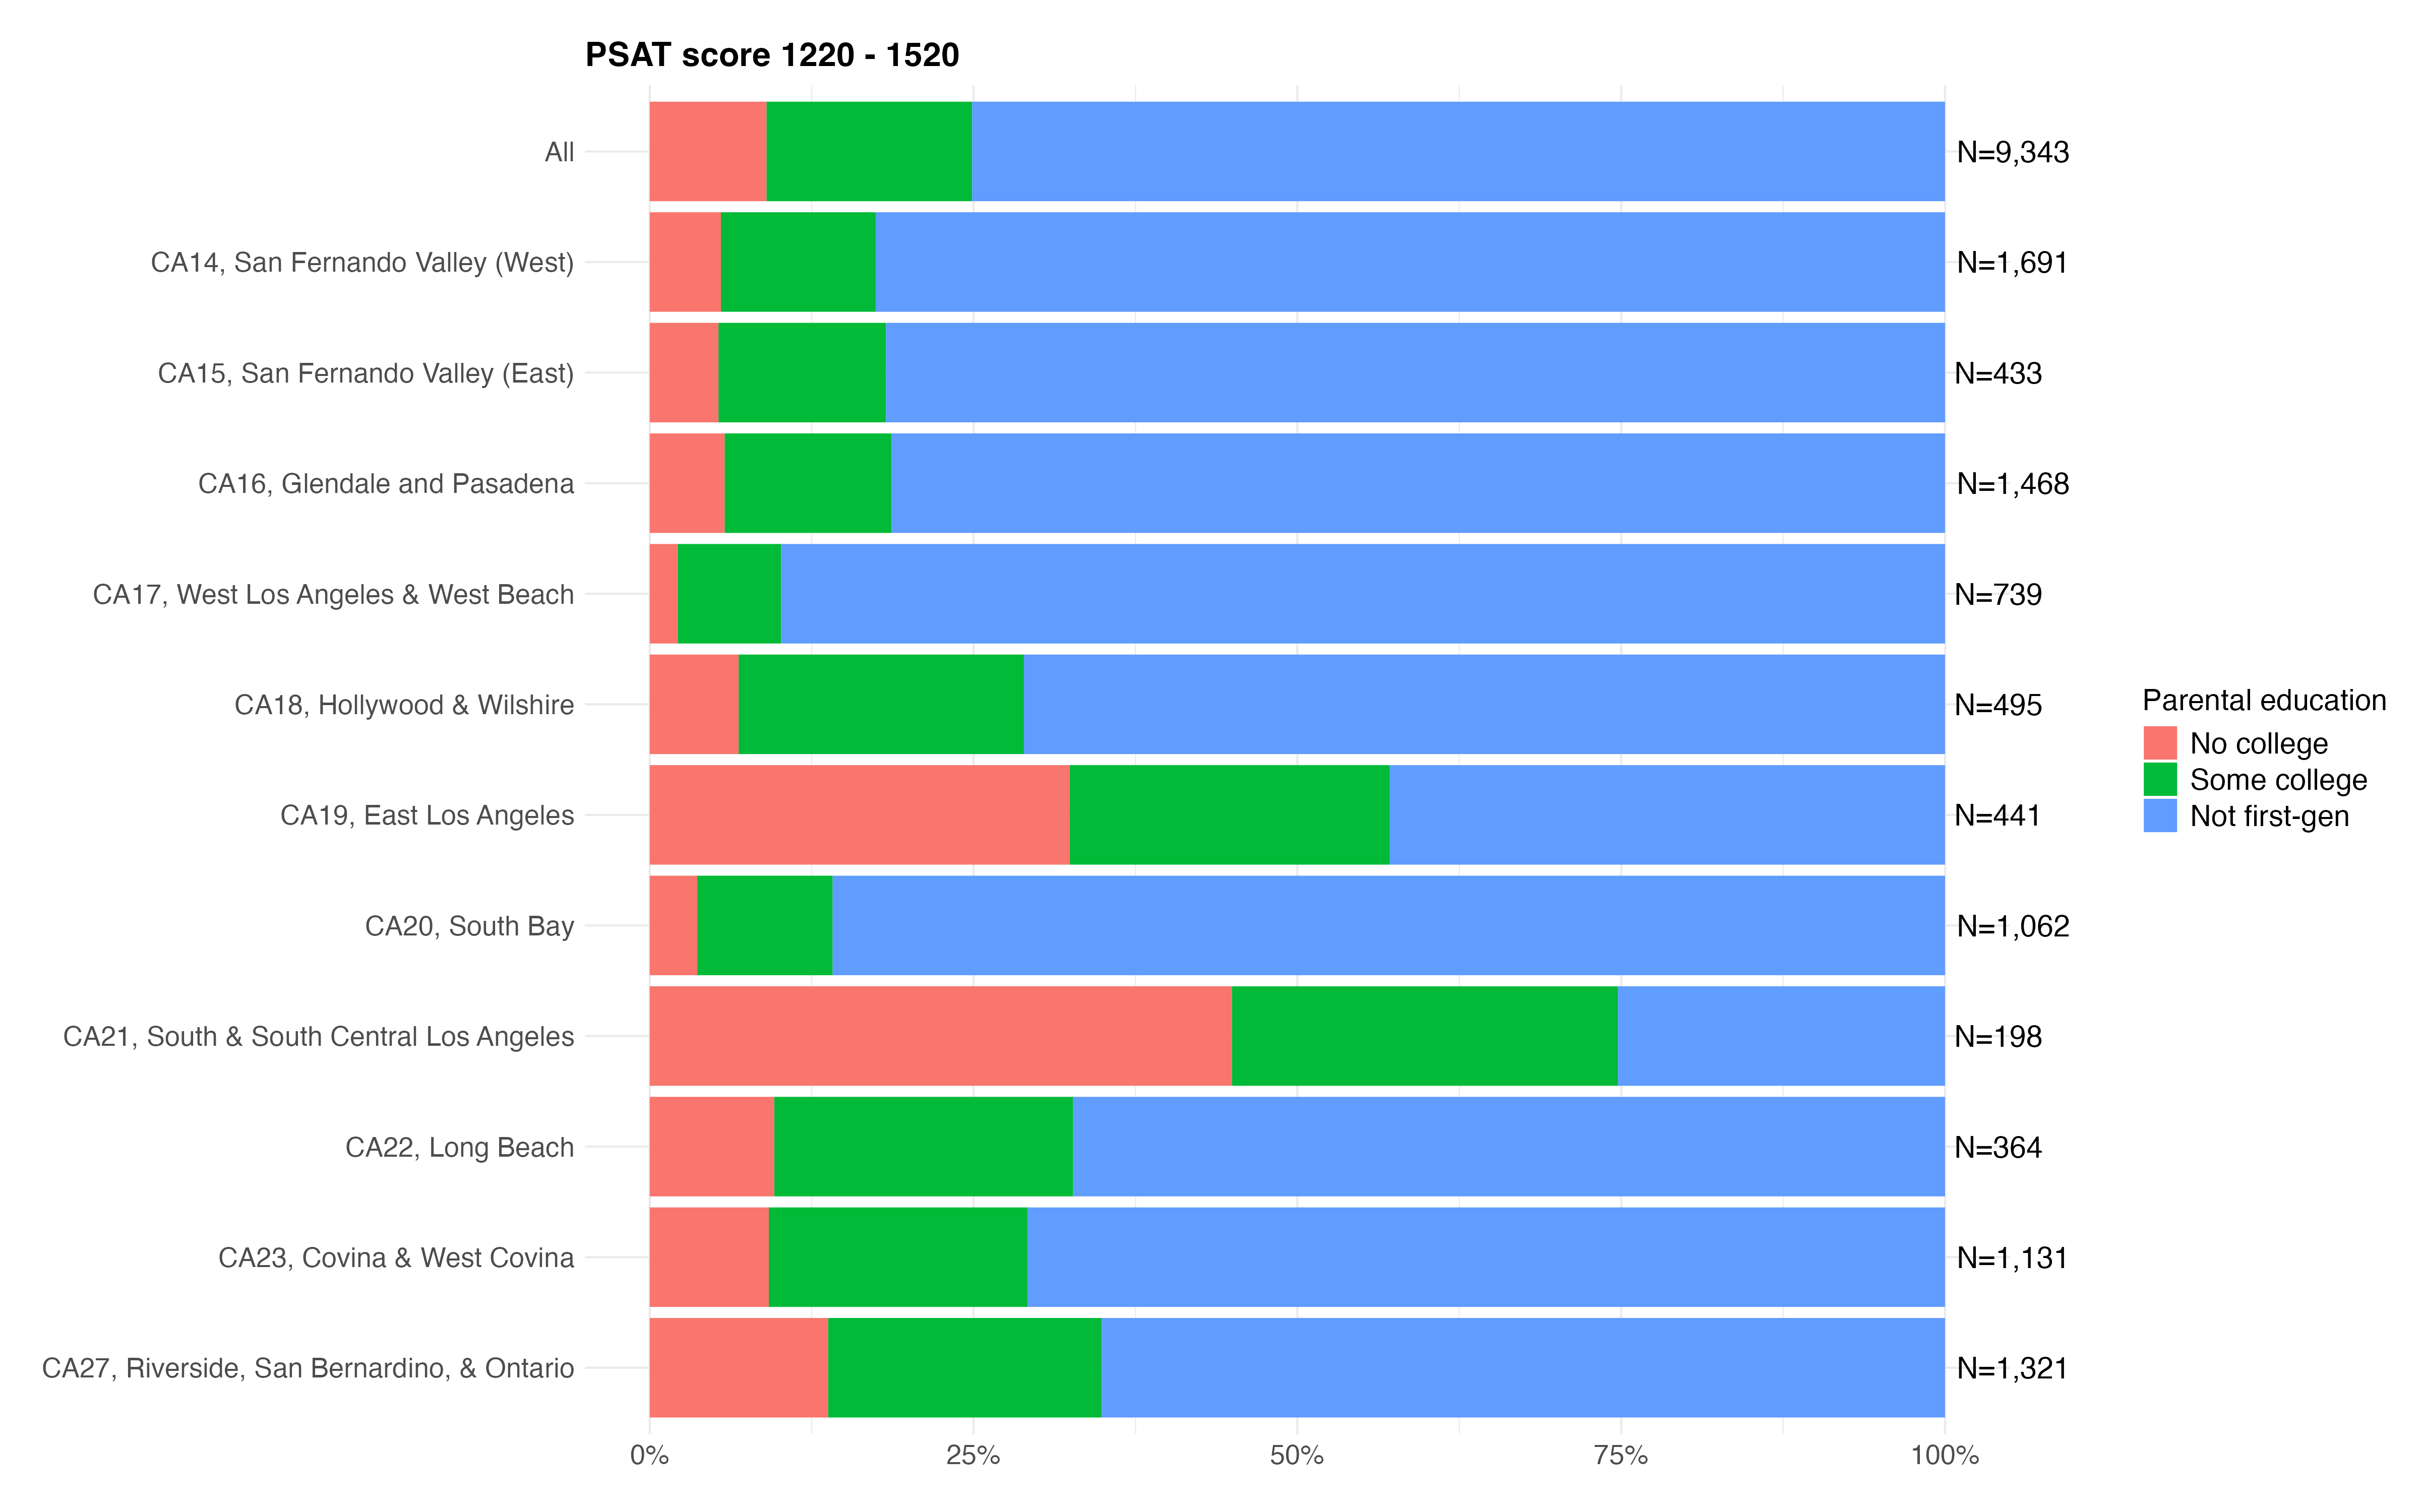 PSAT score 1220 - 1520
All
N=9,343
CA14, San Fernando Valley (West)
N=1,691
CA15, San Fernando Valley (East)
N=433
CA16, Glendale and Pasadena
N=1,468
CA17, West Los Angeles & West Beach
N=739
CA18, Hollywood & Wilshire
N=495
CA19, East Los Angeles
N=441
CA20, South Bay
N=1,062
CA21, South & South Central Los Angeles
N=198
CA22, Long Beach
N=364
CA23, Covina & West Covina
N=1,131
CA27, Riverside, San Bernardino, & Ontario
N=1,321
0%
25%
50%
75%
100%
Parental education
No college
Some college
Not first-gen